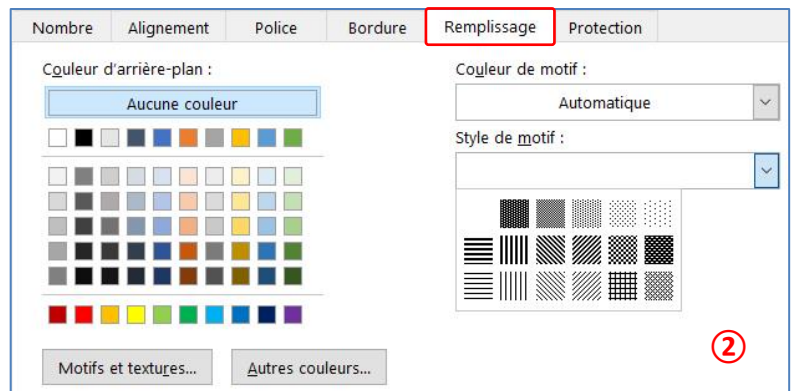 Nombre Alignement Police Bordure Remplissage Protection
Couleur d'arrière-plan :
Aucune couleur
Motifs et textures...
Autres couleurs...
Couleur de motif :
Automatique
Style de motif :
②